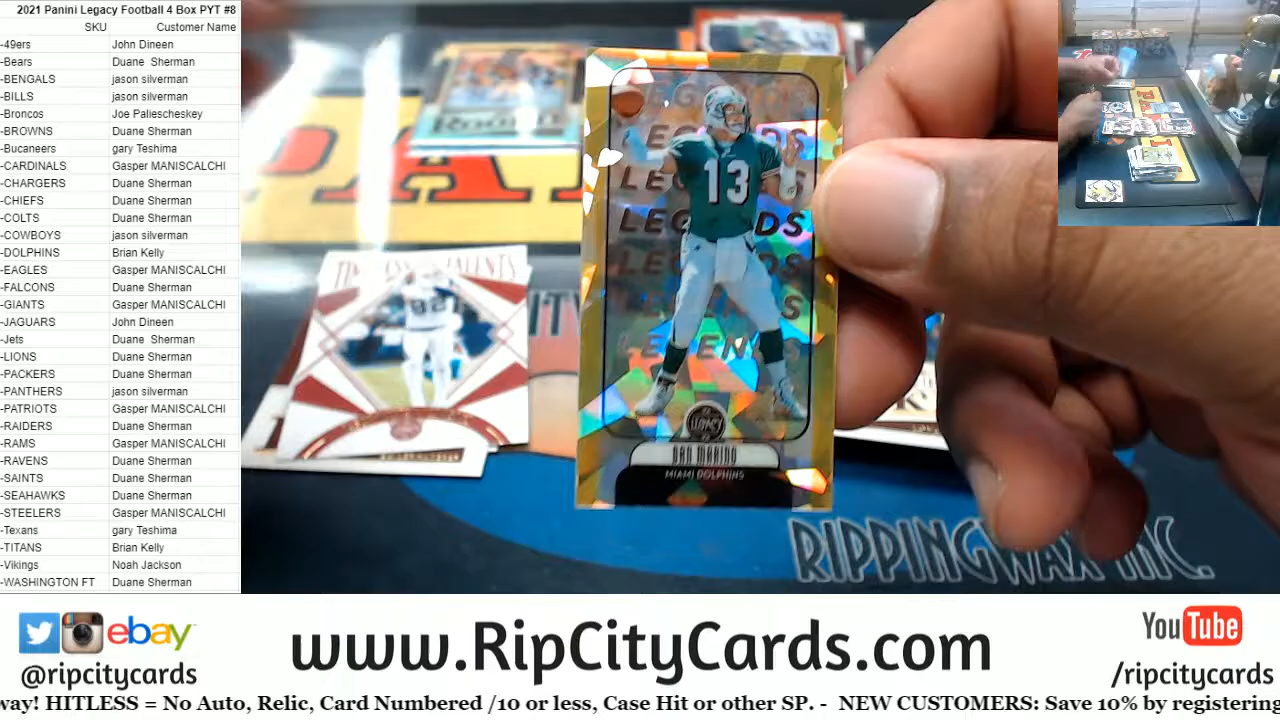 2021 Panini Legacy Football 4 Box PYT #8
SKU Customer Name
-49ers John Dineen
-Bears Duane Sherman
-BENGALS jason silverman
-BILLS jason silverman
-Broncos Joe Paliescheskey
-BROWNS Duane Sherman
-Bucaneers gary Teshima
-CARDINALS Gasper MANISCALCHI
-CHARGERS Duane Sherman
-CHIEFS Duane Sherman
-COLTS Duane Sherman
-COWBOYS jason silverman
-DOLPHINS Brian Kelly
-EAGLES Gasper MANISCALCHI
-FALCONS Duane Sherman
-GIANTS Gasper MANISCALCHI
-JAGUARS John Dineen
-Jets Duane Sherman
-LIONS Duane Sherman
-PACKERS Duane Sherman
-PANTHERS jason silverman
-PATRIOTS Gasper MANISCALCHI
-RAIDERS Duane Sherman
-RAMS Gasper MANISCALCHI
-RAVENS Duane Sherman
-SAINTS Duane Sherman
-SEAHAWKS Duane Sherman
-STEELERS Gasper MANISCALCHI
-Texans gary Teshima
-TITANS Brian Kelly
-Vikings Noah Jackson
-WASHINGTON FT Duane Sherman
LEGENDS
13
LEGACY
DAN MARINO
MIAMI DOLPHINS
92
RIPPINGWAX INC.
ebay
@ripcitycards
www.RipCityCards.com
YouTube
/ripcitycards
way! HITLESS = No Auto, Relic, Card Numbered /10 or less, Case Hit or other SP. - NEW CUSTOMERS: Save 10% by registering